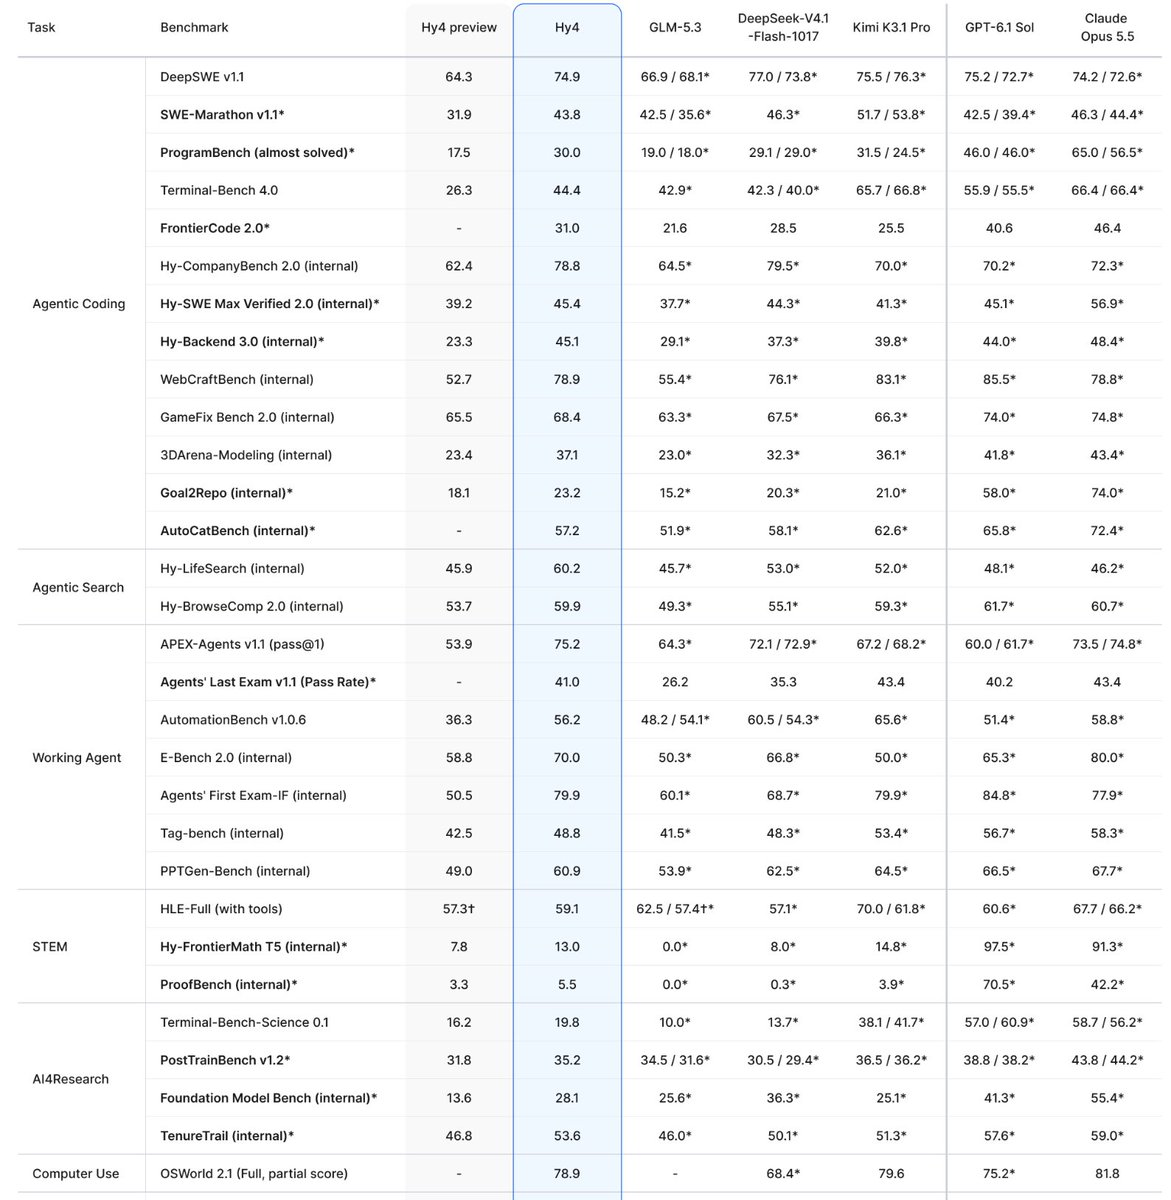 Task Benchmark Hy4 preview Hy4 GLM-5.3 DeepSeek-V4.1 -Flash-1017 Kimi K3.1 Pro GPT-6.1 Sol Claude Opus 5.5
DeepSWE v1.1 64.3 74.9 66.9 / 68.1* 77.0 / 73.8* 75.5 / 76.3* 75.2 / 72.7* 74.2 / 72.6*
SWE-Marathon v1.1* 31.9 43.8 42.5 / 35.6* 46.3* 51.7 / 53.8* 42.5 / 39.4* 46.3 / 44.4*
ProgramBench (almost solved)* 17.5 30.0 19.0 / 18.0* 29.1 / 29.0* 31.5 / 24.5* 46.0 / 46.0* 65.0 / 56.5*
Terminal-Bench 4.0 26.3 44.4 42.9* 42.3 / 40.0* 65.7 / 66.8* 55.9 / 55.5* 66.4 / 66.4*
FrontierCode 2.0* - 31.0 21.6 28.5 25.5 40.6 46.4
Hy-CompanyBench 2.0 (internal) 62.4 78.8 64.5* 79.5* 70.0* 70.2* 72.3*
Agentic Coding Hy-SWE Max Verified 2.0 (internal)* 39.2 45.4 37.7* 44.3* 41.3* 45.1* 56.9*
Hy-Backend 3.0 (internal)* 23.3 45.1 29.1* 37.3* 39.8* 44.0* 48.4*
WebCraftBench (internal) 52.7 78.9 55.4* 76.1* 83.1* 85.5* 78.8*
GameFix Bench 2.0 (internal) 65.5 68.4 63.3* 67.5* 66.3* 74.0* 74.8*
3DArena-Modeling (internal) 23.4 37.1 23.0* 32.3* 36.1* 41.8* 43.4*
Goal2Repo (internal)* 18.1 23.2 15.2* 20.3* 21.0* 58.0* 74.0*
AutoCatBench (internal)* - 57.2 51.9* 58.1* 62.6* 65.8* 72.4*
Agentic Search
Hy-LifeSearch (internal) 45.9 60.2 45.7* 53.0* 52.0* 48.1* 46.2*
Hy-BrowseComp 2.0 (internal) 53.7 59.9 49.3* 55.1* 59.3* 61.7* 60.7*
APEX-Agents v1.1 (pass@1) 53.9 75.2 64.3* 72.1 / 72.9* 67.2 / 68.2* 60.0 / 61.7* 73.5 / 74.8*
Agents' Last Exam v1.1 (Pass Rate)* - 41.0 26.2 35.3 43.4 40.2 43.4
AutomationBench v1.0.6 36.3 56.2 48.2 / 54.1* 60.5 / 54.3* 65.6* 51.4* 58.8*
Working Agent E-Bench 2.0 (internal) 58.8 70.0 50.3* 66.8* 50.0* 65.3* 80.0*
Agents' First Exam-IF (internal) 50.5 79.9 60.1* 68.7* 79.9* 84.8* 77.9*
Tag-bench (internal) 42.5 48.8 41.5* 48.3* 53.4* 56.7* 58.3*
PPTGen-Bench (internal) 49.0 60.9 53.9* 62.5* 64.5* 66.5* 67.7*
HLE-Full (with tools) 57.3† 59.1 62.5 / 57.4†* 57.1* 70.0 / 61.8* 60.6* 67.7 / 66.2*
STEM Hy-FrontierMath T5 (internal)* 7.8 13.0 0.0* 8.0* 14.8* 97.5* 91.3*
ProofBench (internal)* 3.3 5.5 0.0* 0.3* 3.9* 70.5* 42.2*
Terminal-Bench-Science 0.1 16.2 19.8 10.0* 13.7* 38.1 / 41.7* 57.0 / 60.9* 58.7 / 56.2*
PostTrainBench v1.2* 31.8 35.2 34.5 / 31.6* 30.5 / 29.4* 36.5 / 36.2* 38.8 / 38.2* 43.8 / 44.2*
AI4Research
Foundation Model Bench (internal)* 13.6 28.1 25.6* 36.3* 25.1* 41.3* 55.4*
TenureTrail (internal)* 46.8 53.6 46.0* 50.1* 51.3* 57.6* 59.0*
Computer Use OSWorld 2.1 (Full, partial score) - 78.9 - 68.4* 79.6 75.2* 81.8